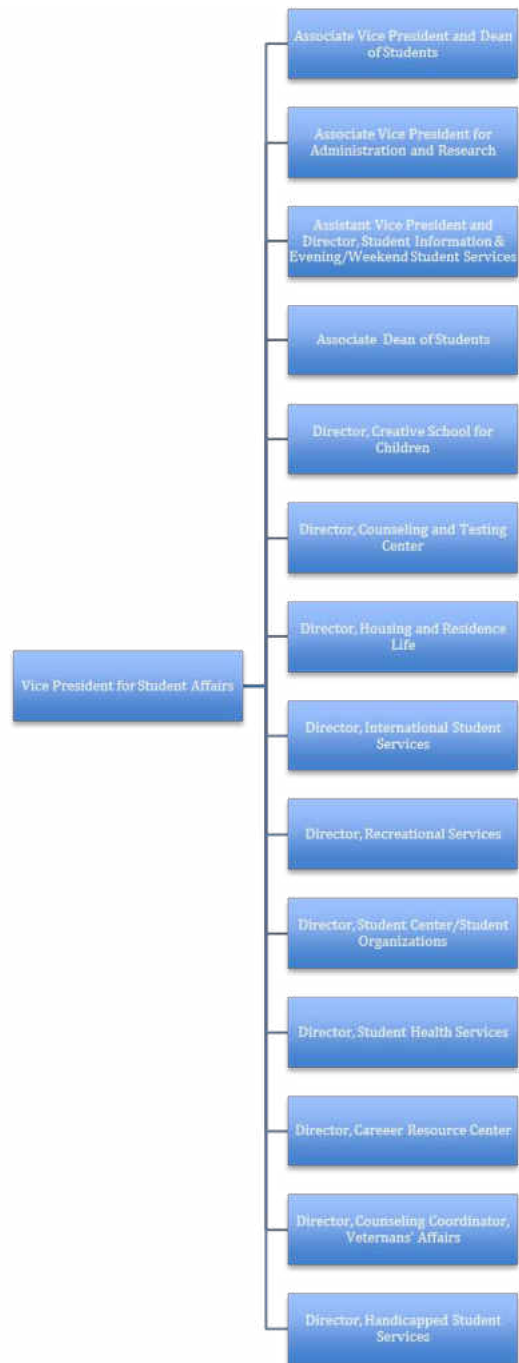 Associate Vice President and Dean
of Students
Associate Vice President for
Administration and Research
Assistant Vice President and
Director, Student Information &
Evening/Weekend Student Services
Associate Dean of Students
Director, Creative School for
Children
Director, Counseling and Testing
Center
Director, Housing and Residence
Life
Vice President for Student Affairs
Director, International Student
Services
Director, Recreational Services
Director, Student Center/Student
Organizations
Director, Student Health Services
Director, Careeer Resource Center
Director, Counseling Coordinator,
Veternans' Affairs
Director, Handicapped Student
Services